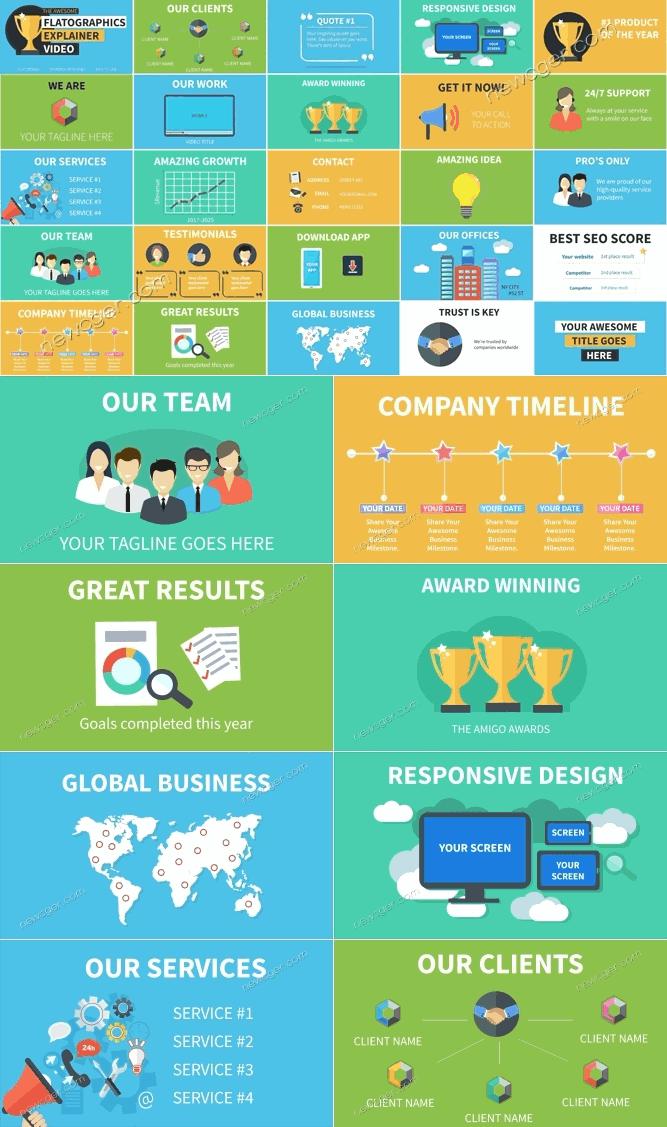 THE AWESOME
FLATOGRAPHICS
EXPLAINER
VIDEO
OUR CLIENTS
CLIENT NAME
CLIENT NAME
CLIENT NAME
CLIENT NAME
CLIENT NAME
QUOTE #1
RESPONSIVE DESIGN
YOUR SCREEN
SCREEN
YOUR
SCREEN
#1 PRODUCT
OF THE YEAR
WE ARE
YOUR TAGLINE HERE
OUR WORK
VIDEO TITLE
AWARD WINNING
THE AMIGO AWARDS
GET IT NOW!
YOUR CALL
TO ACTION
24/7 SUPPORT
Always at your service
with a smile on our face
OUR SERVICES
SERVICE #1
SERVICE #2
SERVICE #3
SERVICE #4
AMAZING GROWTH
$Revenue
2017-2025
CONTACT
ADDRESS
EMAIL
PHONE
AMAZING IDEA
PRO'S ONLY
We are proud of our
high-quality service
providers
OUR TEAM
YOUR TAGLINE GOES HERE
TESTIMONIALS
DOWNLOAD APP
YOUR
APP
OUR OFFICES
NY CITY
#52 ST
BEST SEO SCORE
Your website 1st place result
Competitor 2nd place result
Competitor 3rd place result
COMPANY TIMELINE
GREAT RESULTS
Goals completed this year
GLOBAL BUSINESS
TRUST IS KEY
We're trusted by
companies worldwide
YOUR AWESOME
TITLE GOES
HERE
newoger.com
OUR TEAM
YOUR TAGLINE GOES HERE
COMPANY TIMELINE
YOUR DATE YOUR DATE YOUR DATE YOUR DATE YOUR DATE
Share Your Share Your Share Your Share Your Share Your
Awesome Awesome Awesome Awesome Awesome
Business Business Business Business Business
Milestone. Milestone. Milestone. Milestone. Milestone.
GREAT RESULTS
Goals completed this year
AWARD WINNING
THE AMIGO AWARDS
GLOBAL BUSINESS
RESPONSIVE DESIGN
YOUR SCREEN
SCREEN
YOUR
SCREEN
OUR SERVICES
24h
@
SERVICE #1
SERVICE #2
SERVICE #3
SERVICE #4
OUR CLIENTS
CLIENT NAME
CLIENT NAME
CLIENT NAME
CLIENT NAME
CLIENT NAME